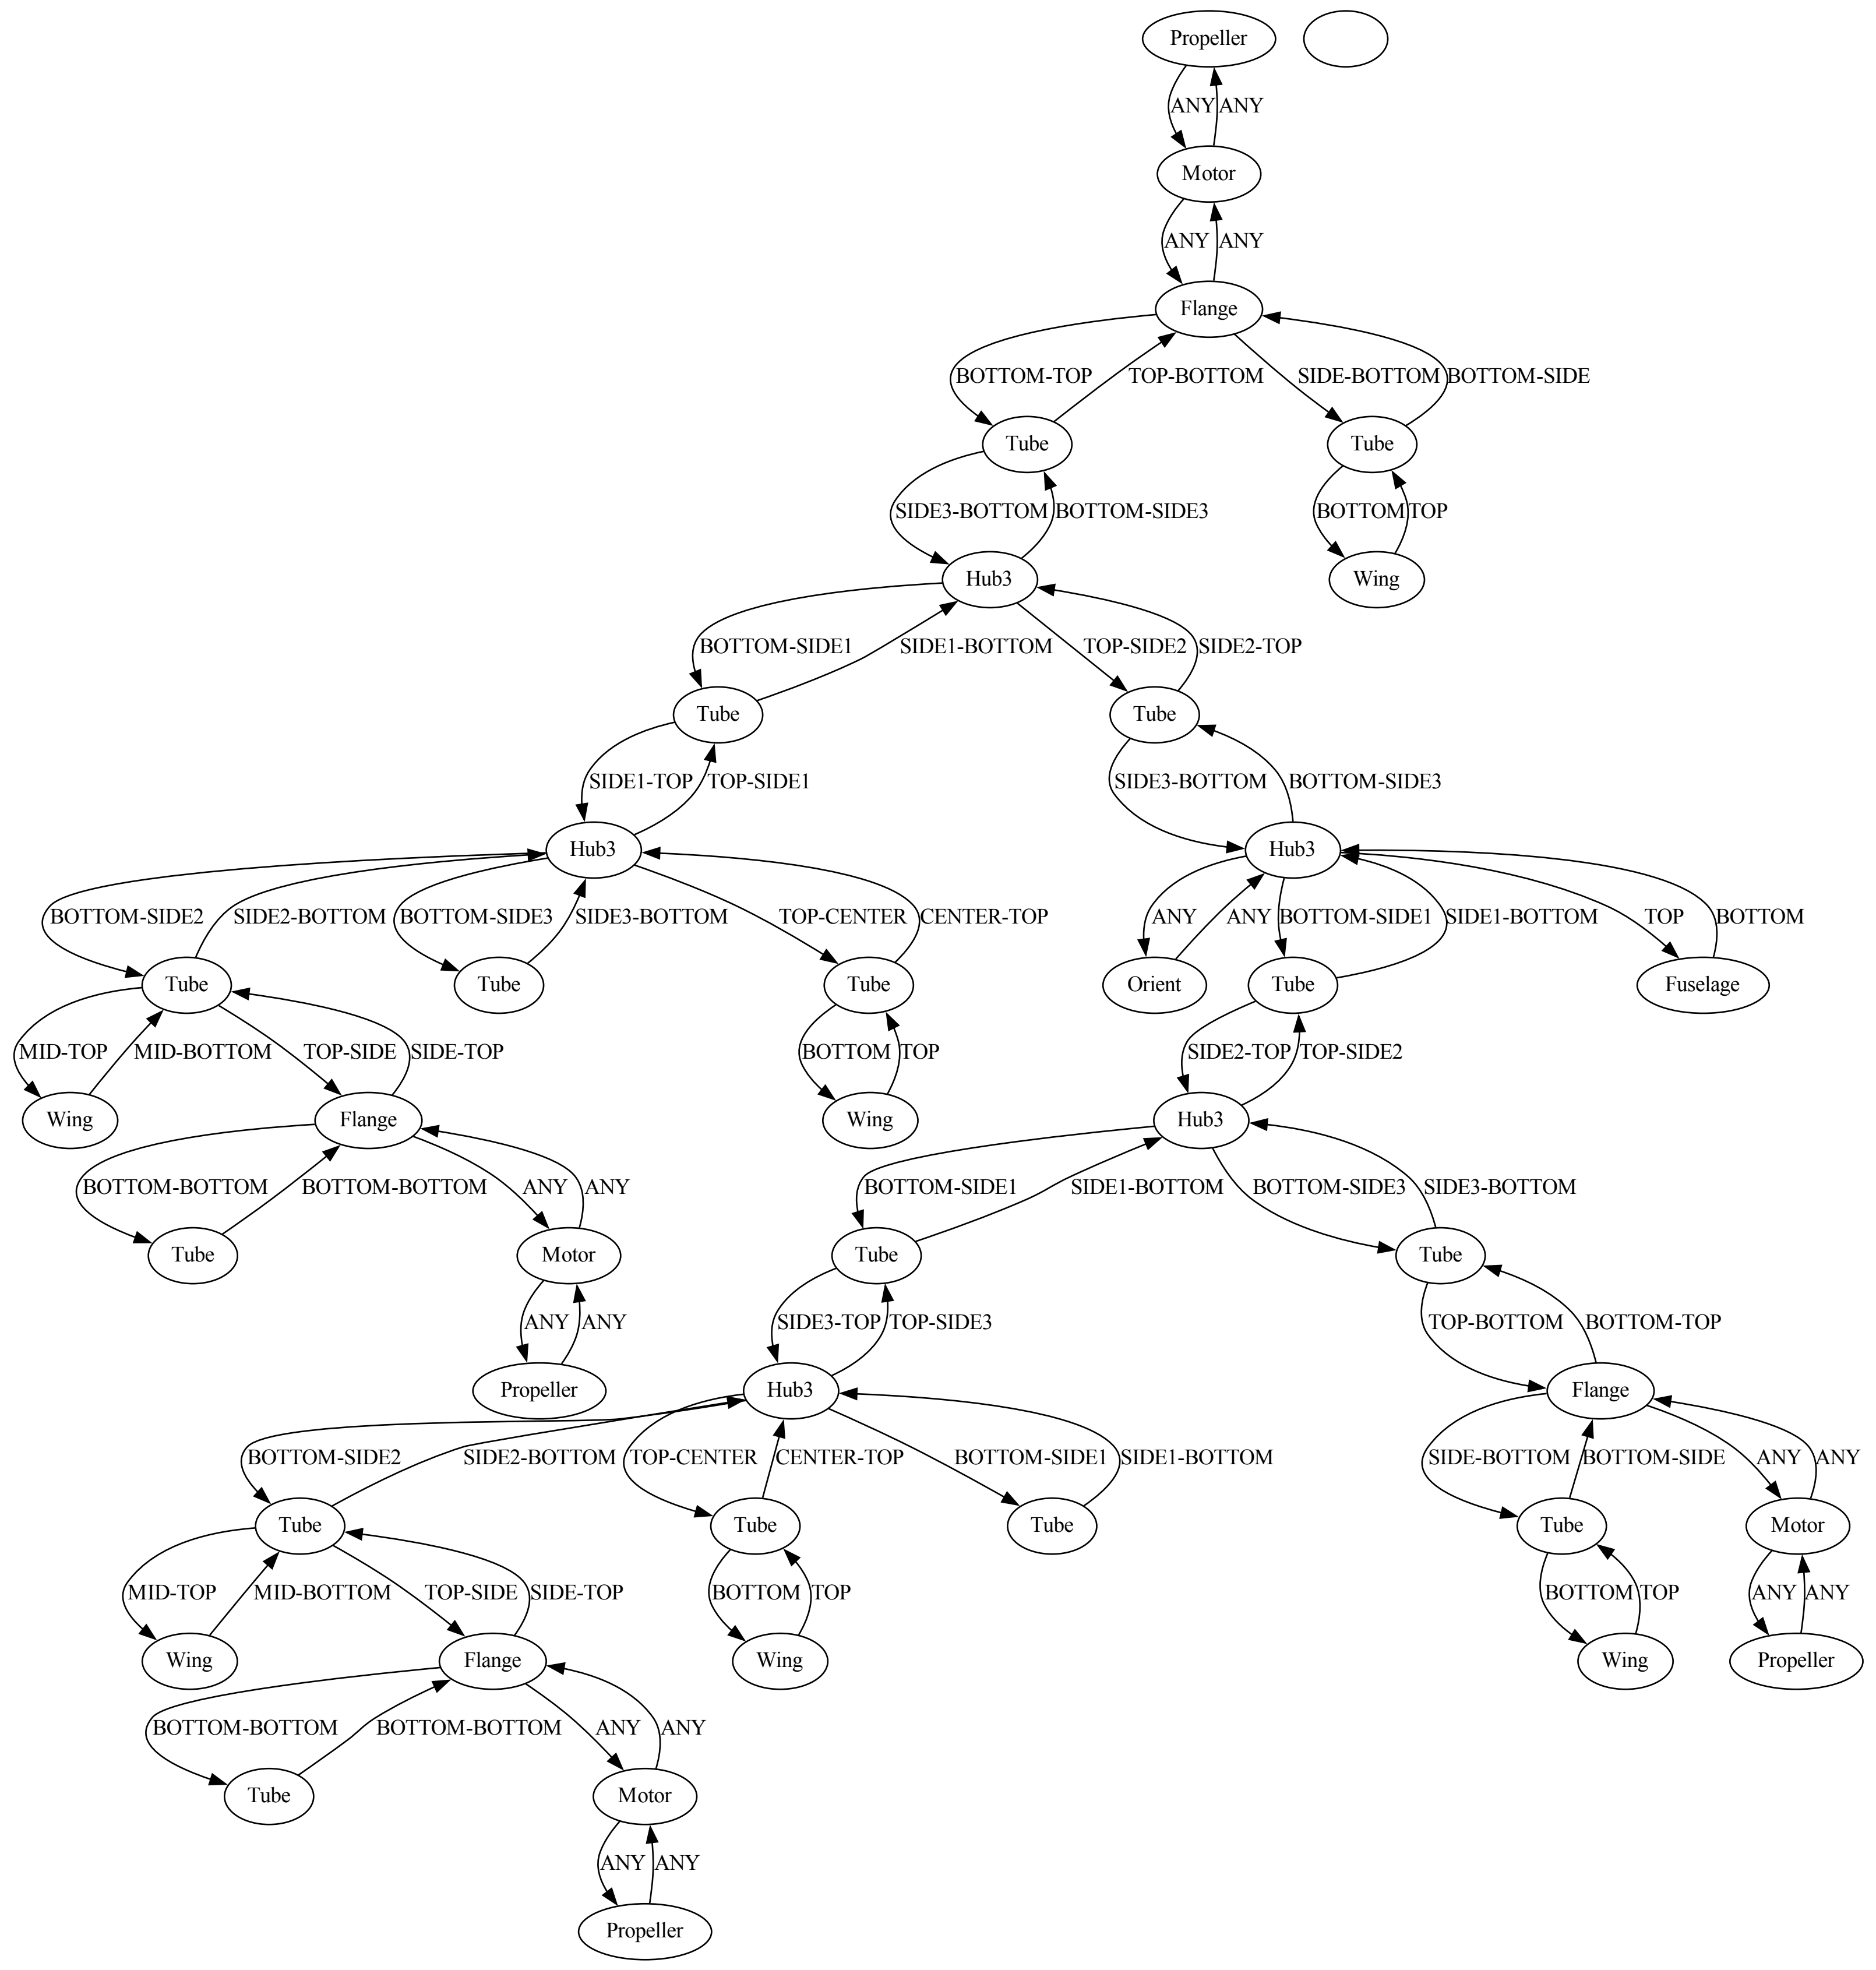 Propeller
ANY ANY
Motor
ANY ANY
Flange
BOTTOM-TOP TOP-BOTTOM SIDE-BOTTOM BOTTOM-SIDE
Tube Tube
SIDE3-BOTTOM BOTTOM-SIDE3 BOTTOM TOP
Hub3 Wing
BOTTOM-SIDE1 SIDE1-BOTTOM TOP-SIDE2 SIDE2-TOP
Tube Tube
SIDE1-TOP TOP-SIDE1 SIDE3-BOTTOM BOTTOM-SIDE3
Hub3 Hub3
BOTTOM-SIDE2 SIDE2-BOTTOM BOTTOM-SIDE3 SIDE3-BOTTOM TOP-CENTER CENTER-TOP ANY ANY BOTTOM-SIDE1 SIDE1-BOTTOM TOP BOTTOM
Tube Tube Tube Orient Tube Fuselage
MID-TOP MID-BOTTOM TOP-SIDE SIDE-TOP BOTTOM TOP SIDE2-TOP TOP-SIDE2
Wing Flange Wing Hub3
BOTTOM-BOTTOM BOTTOM-BOTTOM ANY ANY BOTTOM-SIDE1 SIDE1-BOTTOM BOTTOM-SIDE3 SIDE3-BOTTOM
Tube Motor Tube Tube
ANY ANY SIDE3-TOP TOP-SIDE3 TOP-BOTTOM BOTTOM-TOP
Propeller Hub3 Flange
BOTTOM-SIDE2 SIDE2-BOTTOM TOP-CENTER CENTER-TOP BOTTOM-SIDE1 SIDE1-BOTTOM SIDE-BOTTOM BOTTOM-SIDE ANY ANY
Tube Tube Tube Tube Motor
MID-TOP MID-BOTTOM TOP-SIDE SIDE-TOP BOTTOM TOP BOTTOM TOP ANY ANY
Wing Flange Wing Wing Propeller
BOTTOM-BOTTOM BOTTOM-BOTTOM ANY ANY
Tube Motor
ANY ANY
Propeller